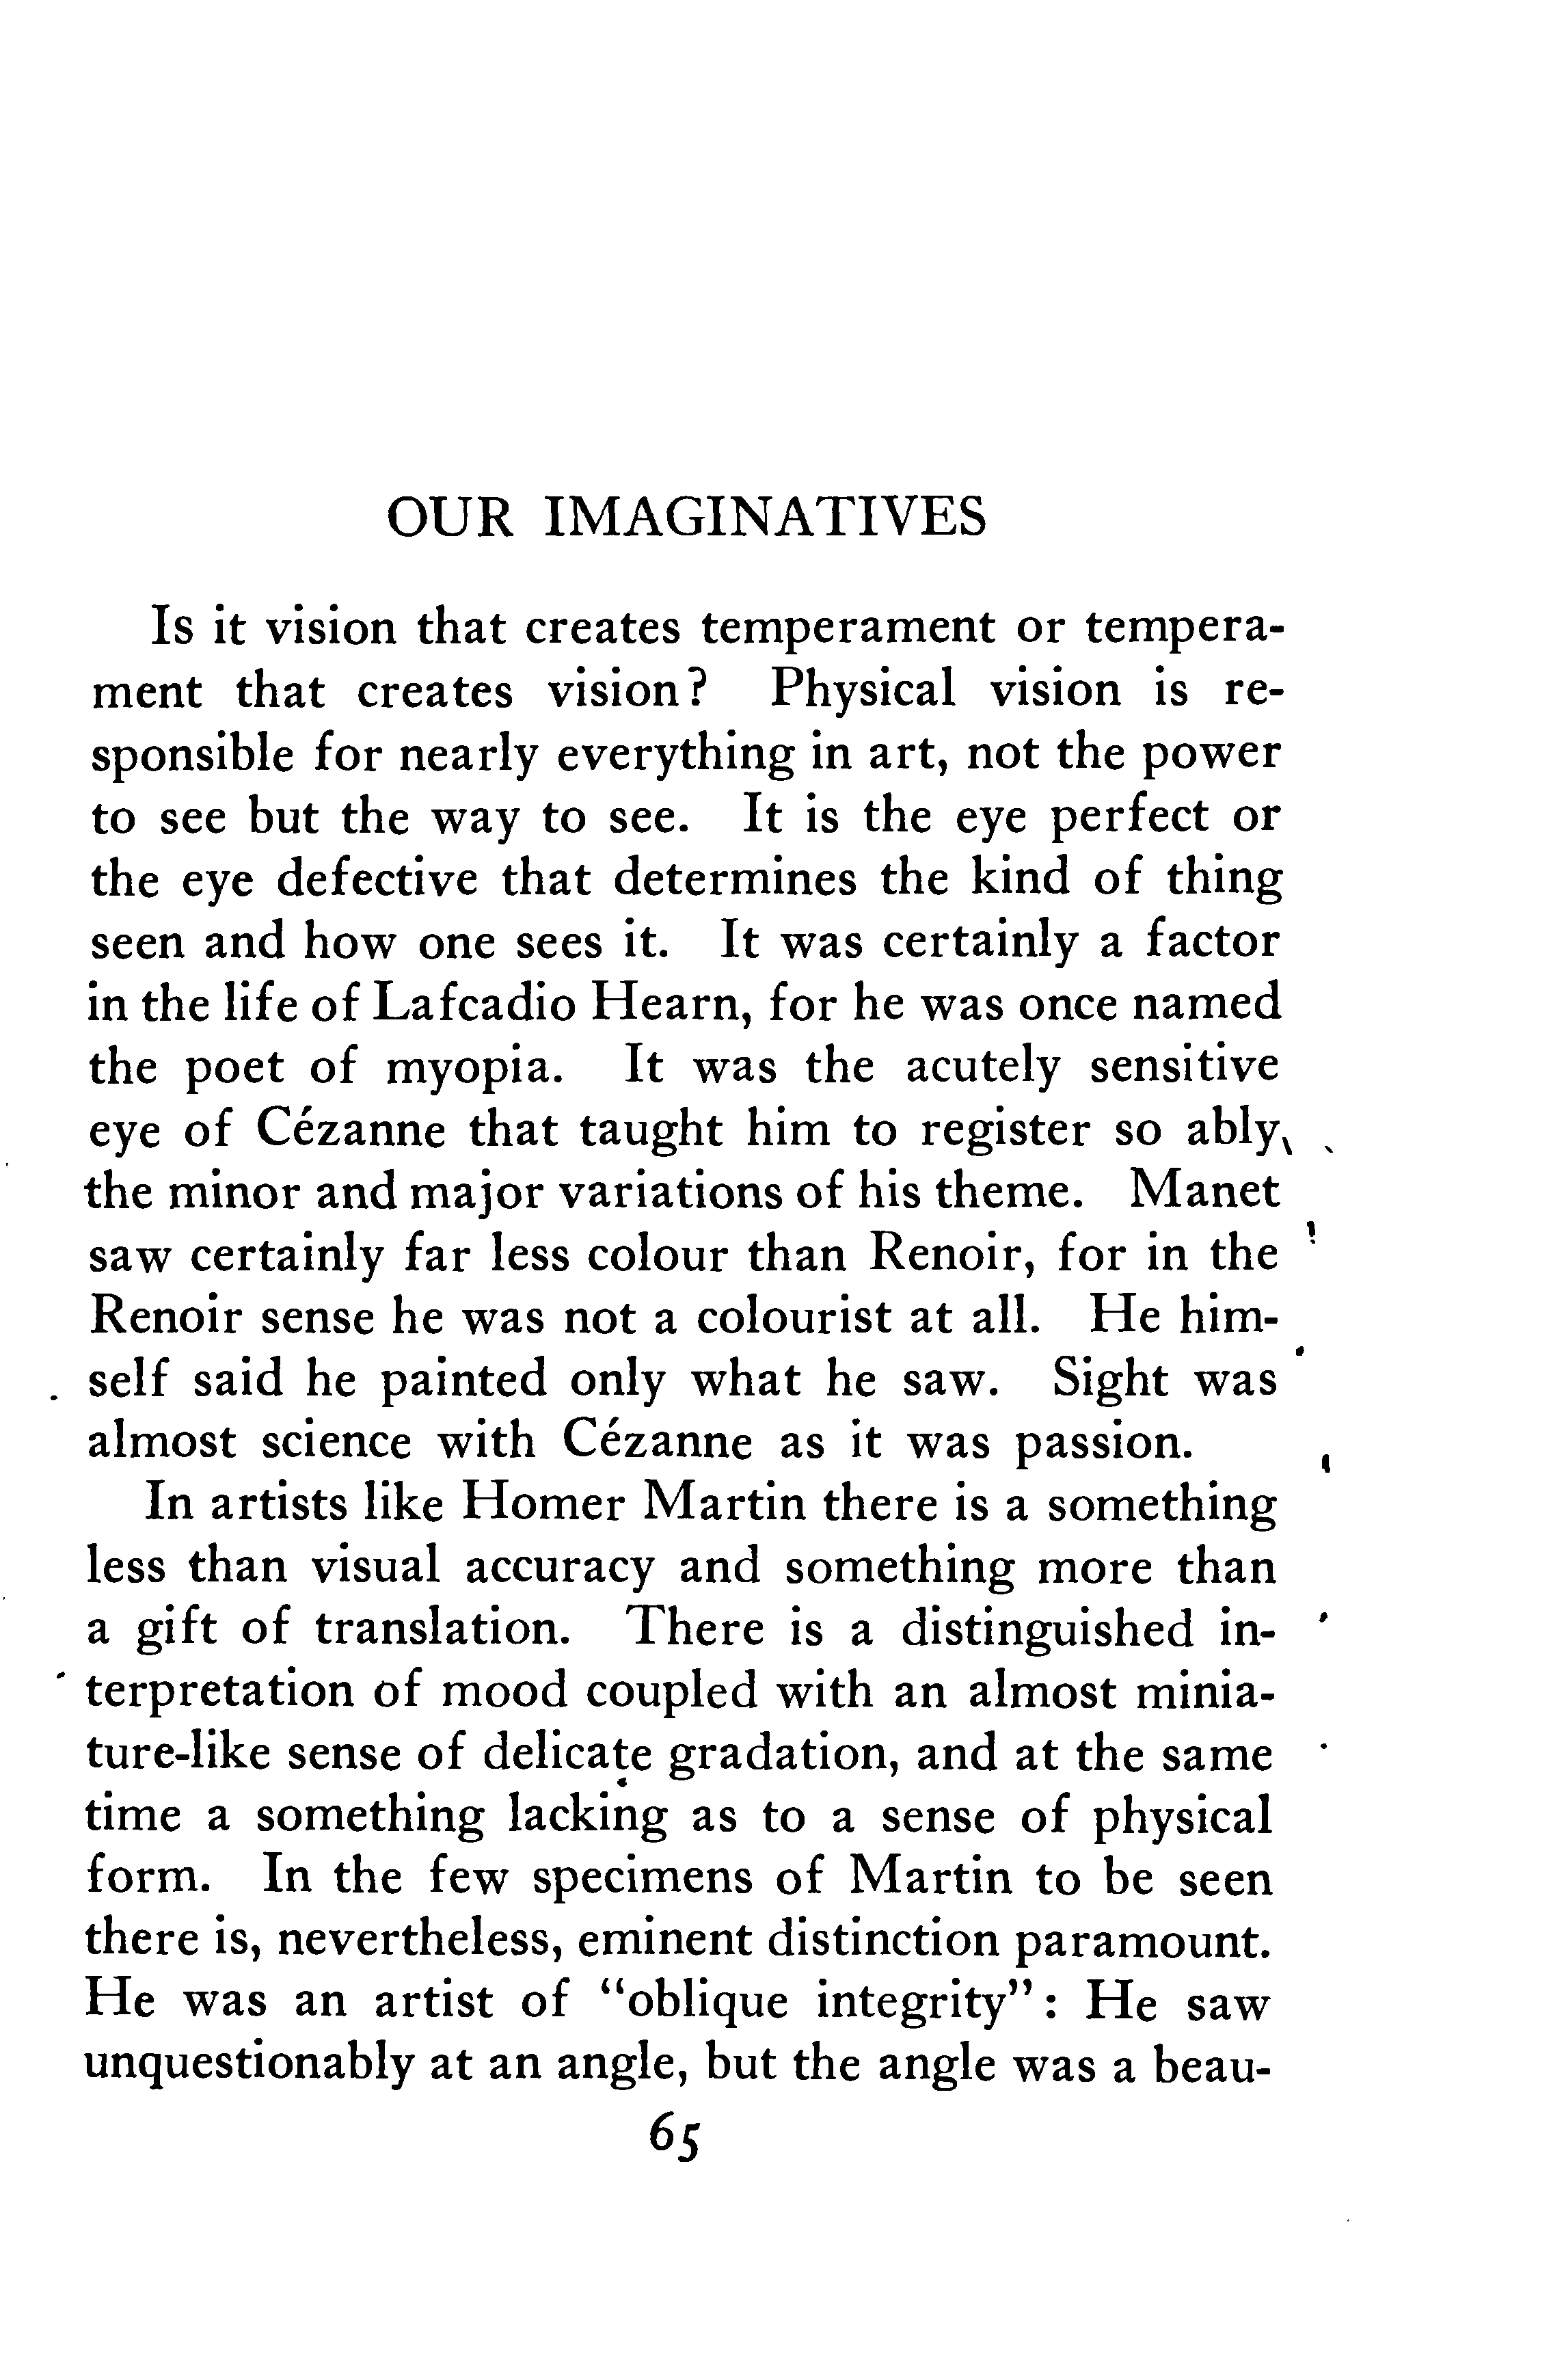 OUR IMAGINATIVES
Is it vision that creates temperament or tempera-
ment that creates vision? Physical vision is re-
sponsible for nearly everything in art, not the power
to see but the way to see. It is the eye perfect or
the eye defective that determines the kind of thing
seen and how one sees it. It was certainly a factor
in the life of Lafcadio Hearn, for he was once named
the poet of myopia. It was the acutely sensitive
eye of Cézanne that taught him to register so ably
the minor and major variations of his theme. Manet
saw certainly far less colour than Renoir, for in the
Renoir sense he was not a colourist at all. He him-
self said he painted only what he saw. Sight was
almost science with Cézanne as it was passion.
In artists like Homer Martin there is a something
less than visual accuracy and something more than
a gift of translation. There is a distinguished in-
terpretation of mood coupled with an almost minia-
ture-like sense of delicate gradation, and at the same
time a something lacking as to a sense of physical
form. In the few specimens of Martin to be seen
there is, nevertheless, eminent distinction paramount.
He was an artist of "oblique integrity": He saw
unquestionably at an angle, but the angle was a beau-
65